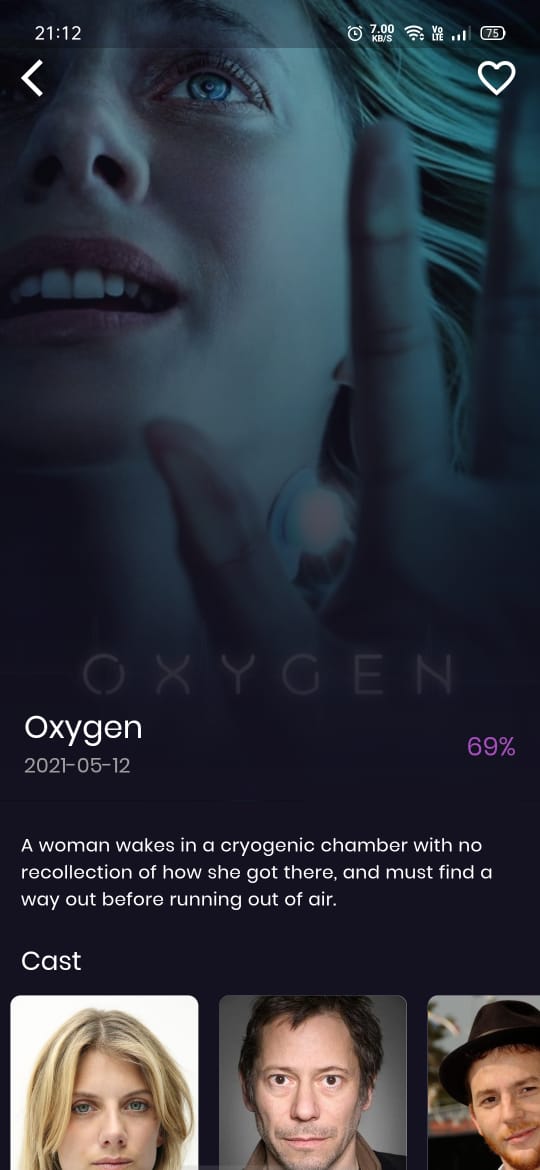 21:12
7.00
KB/S
Vo
LTE
75
OXYGEN
Oxygen
69%
2021-05-12
A woman wakes in a cryogenic chamber with no
recollection of how she got there, and must find a
way out before running out of air.
Cast